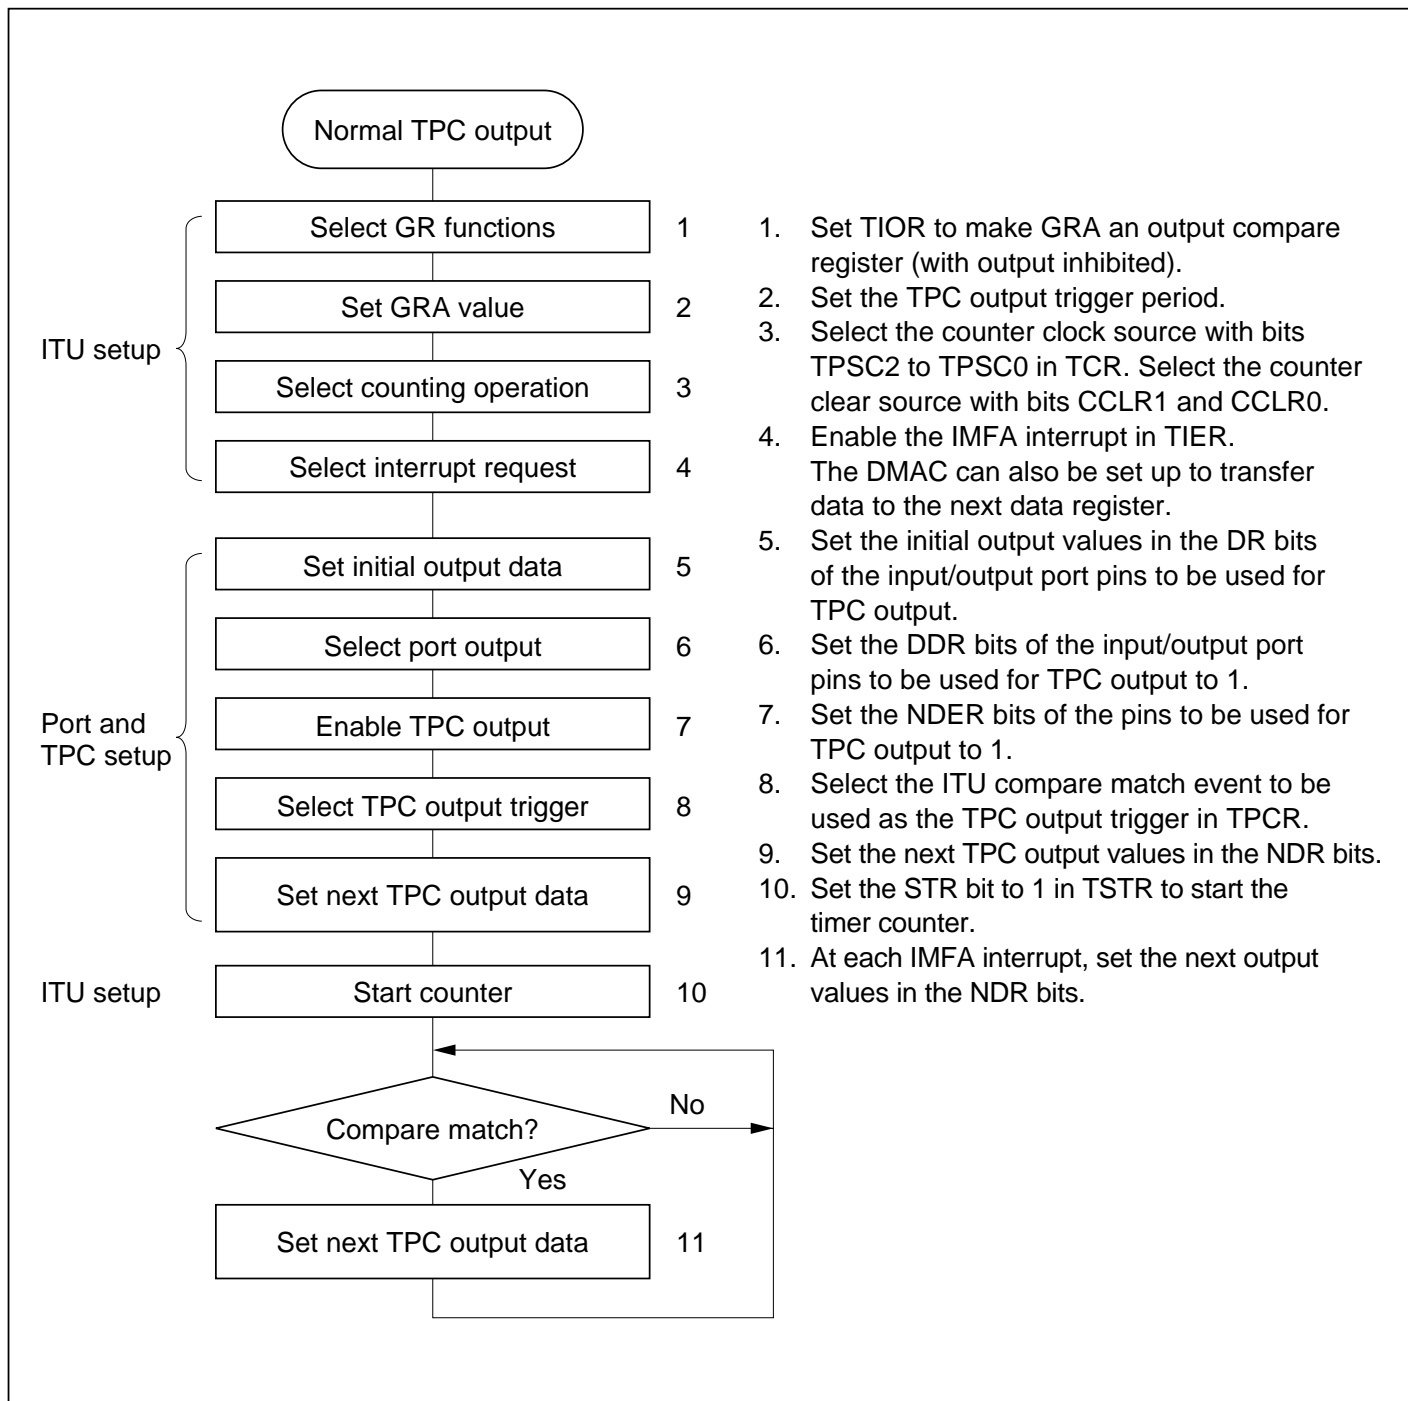 Normal TPC output
ITU setup
Select GR functions 1
Set GRA value 2
Select counting operation 3
Select interrupt request 4
Port and
TPC setup
Set initial output data 5
Select port output 6
Enable TPC output 7
Select TPC output trigger 8
Set next TPC output data 9
ITU setup
Start counter 10
Compare match?
No
Yes
Set next TPC output data 11
1. Set TIOR to make GRA an output compare
register (with output inhibited).
2. Set the TPC output trigger period.
3. Select the counter clock source with bits
TPSC2 to TPSC0 in TCR. Select the counter
clear source with bits CCLR1 and CCLR0.
4. Enable the IMFA interrupt in TIER.
The DMAC can also be set up to transfer
data to the next data register.
5. Set the initial output values in the DR bits
of the input/output port pins to be used for
TPC output.
6. Set the DDR bits of the input/output port
pins to be used for TPC output to 1.
7. Set the NDER bits of the pins to be used for
TPC output to 1.
8. Select the ITU compare match event to be
used as the TPC output trigger in TPCR.
9. Set the next TPC output values in the NDR bits.
10. Set the STR bit to 1 in TSTR to start the
timer counter.
11. At each IMFA interrupt, set the next output
values in the NDR bits.